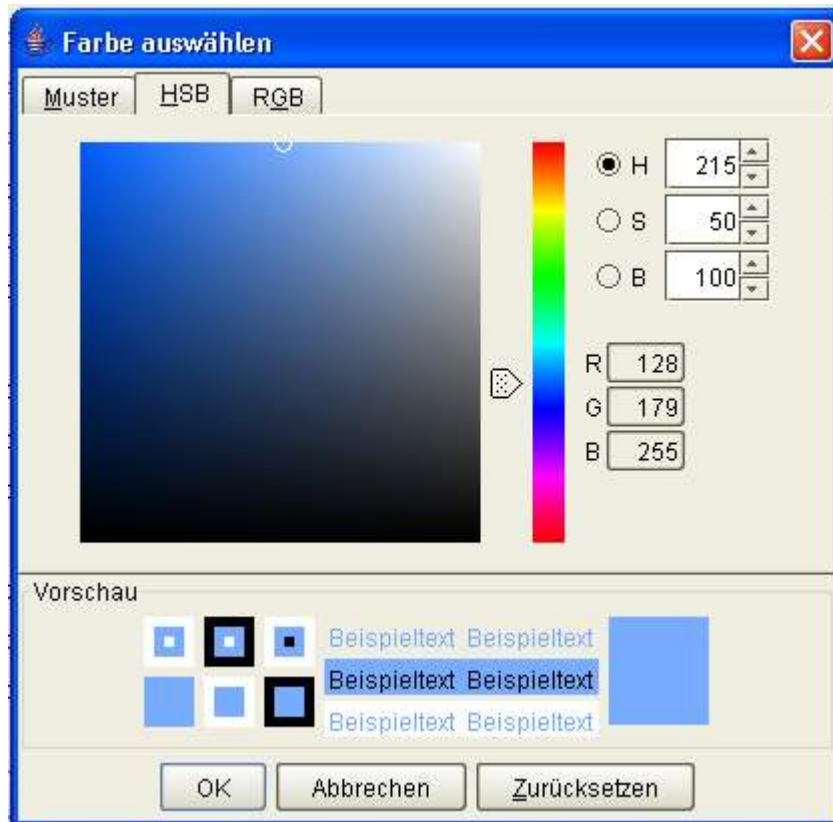 Farbe auswählen
Muster HSB RGB
H 215
S 50
B 100
R 128
G 179
B 255
Vorschau
Beispieltext Beispieltext
Beispieltext Beispieltext
Beispieltext Beispieltext
OK Abbrechen Zurücksetzen